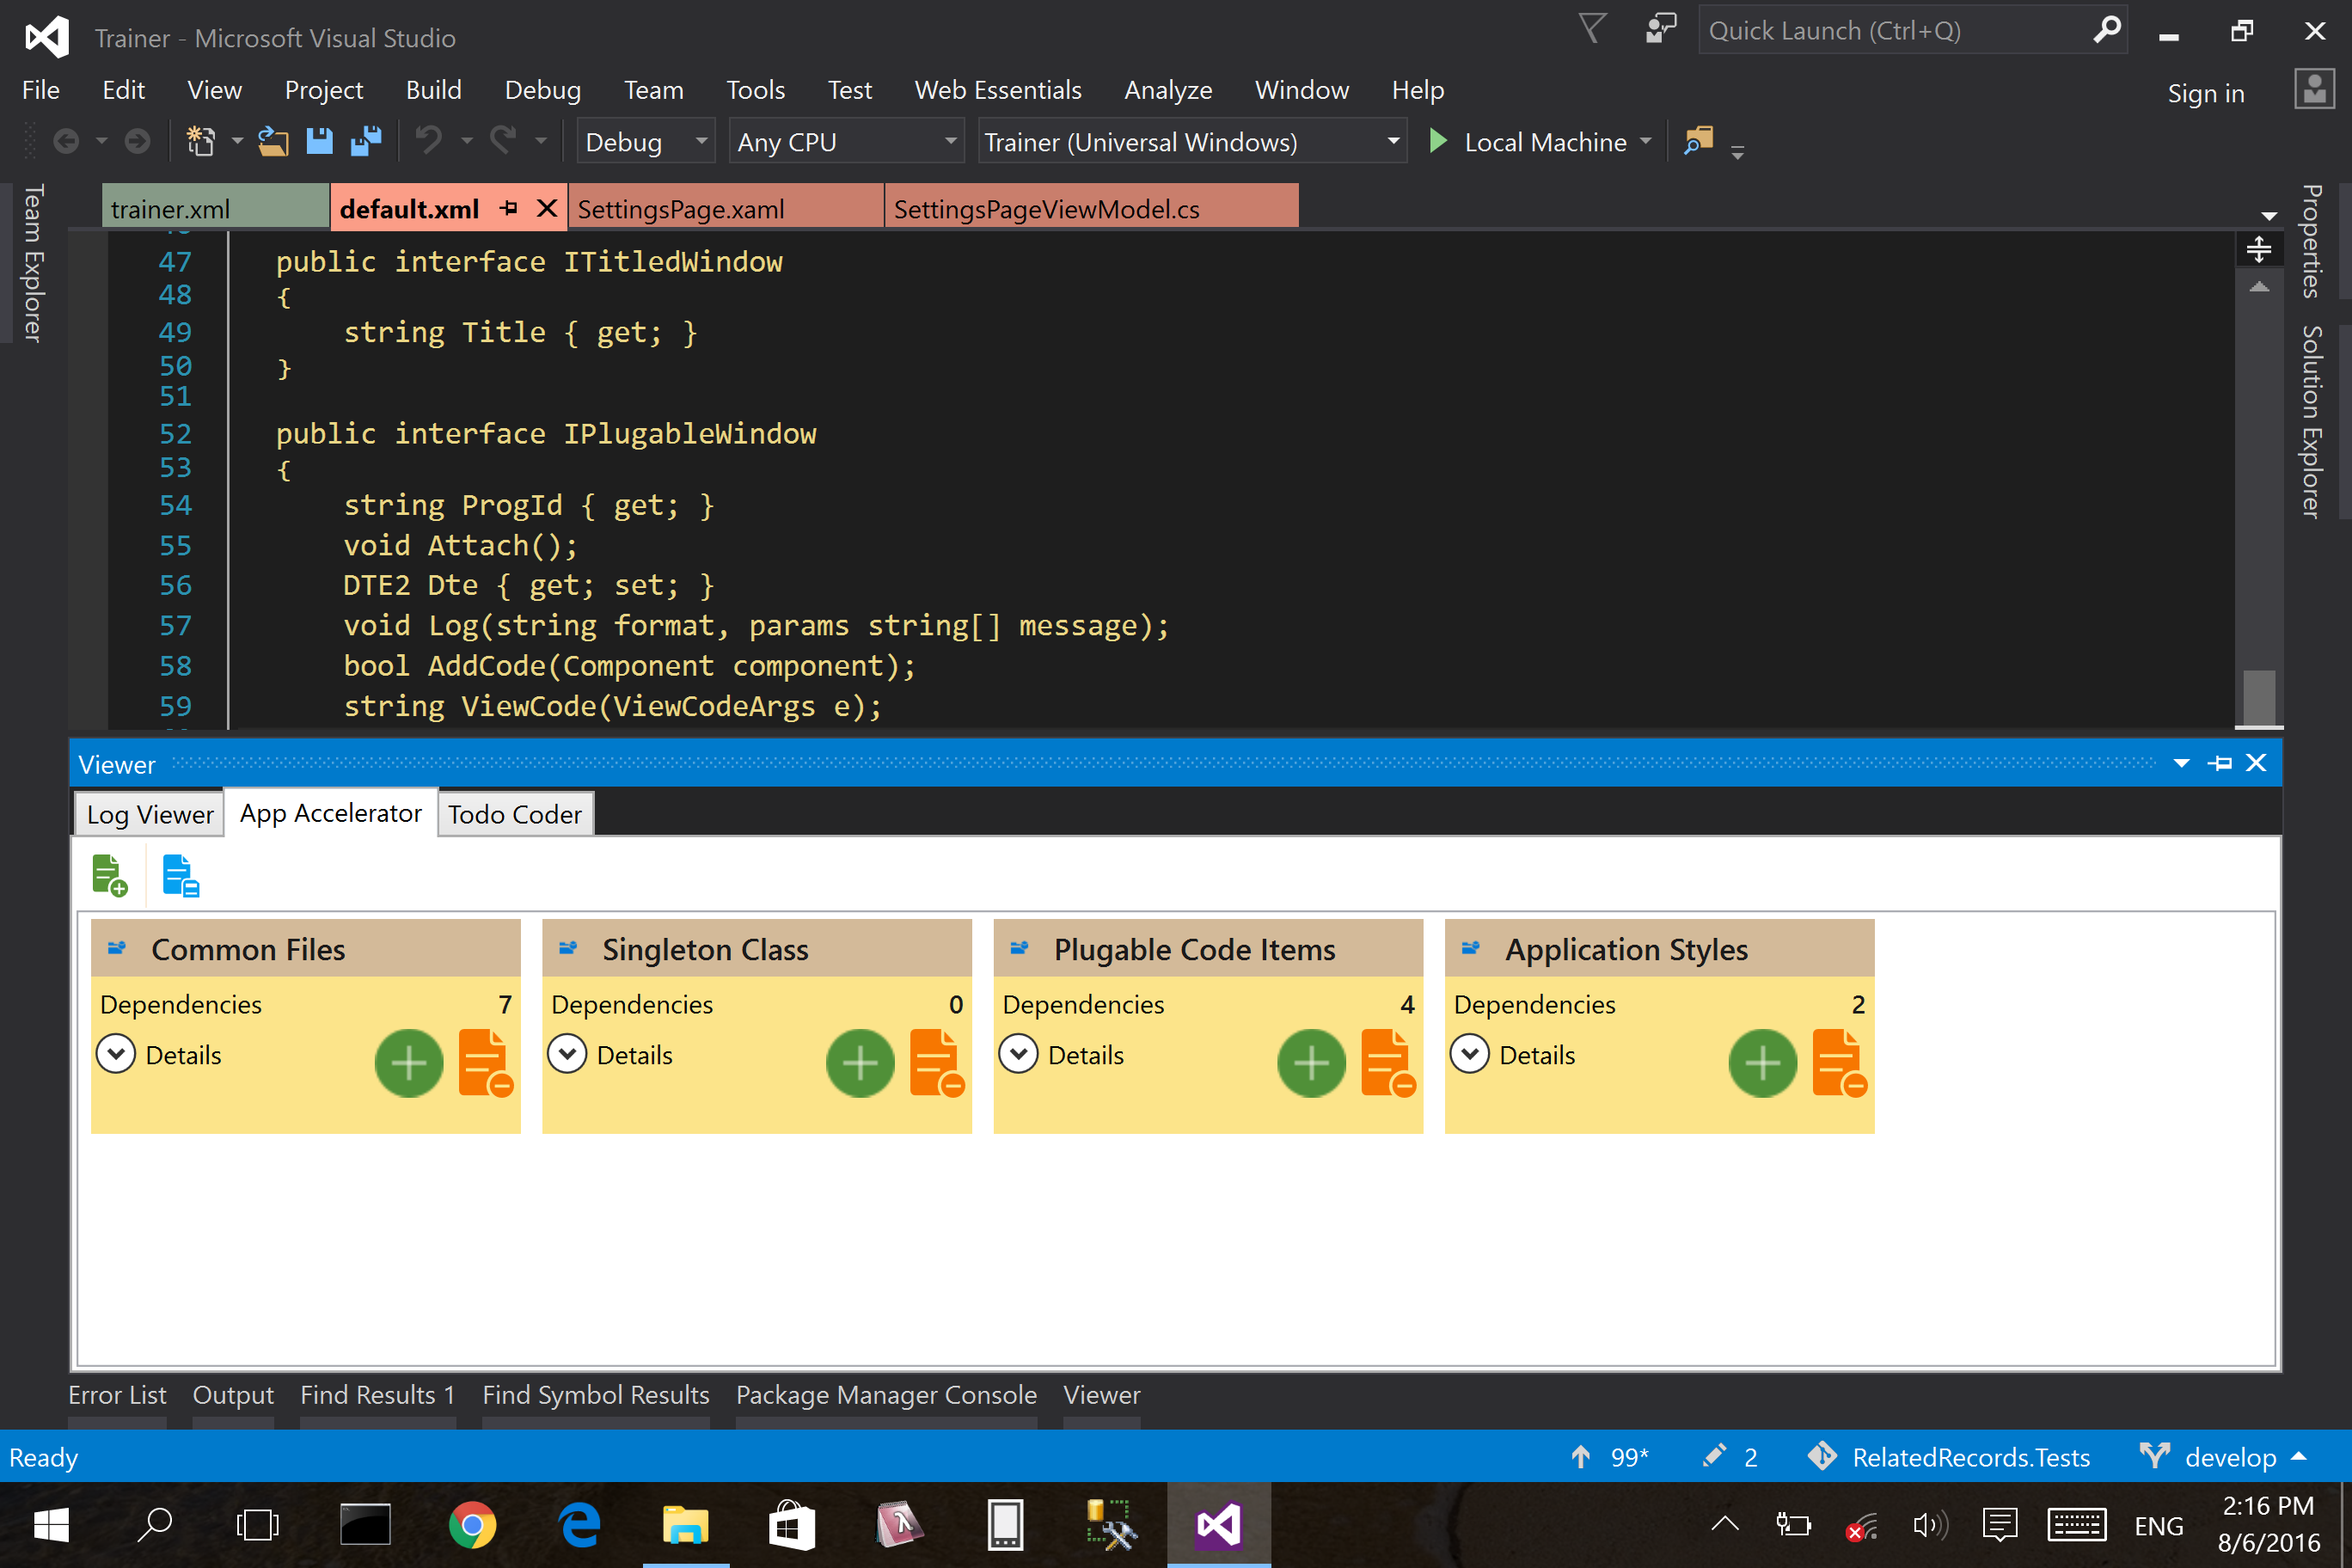 Trainer - Microsoft Visual Studio
Quick Launch (Ctrl+Q)
File Edit View Project Build Debug Team Tools Test Web Essentials Analyze Window Help
Sign in
Debug Any CPU Trainer (Universal Windows) Local Machine
Team Explorer
trainer.xml default.xml SettingsPage.xaml SettingsPageViewModel.cs
Properties
Solution Explorer
47 public interface ITitledWindow
48 {
49 string Title { get; }
50 }
51
52 public interface IPlugableWindow
53 {
54 string ProgId { get; }
55 void Attach();
56 DTE2 Dte { get; set; }
57 void Log(string format, params string[] message);
58 bool AddCode(Component component);
59 string ViewCode(ViewCodeArgs e);
Viewer
Log Viewer App Accelerator Todo Coder
Common Files Singleton Class Plugable Code Items Application Styles
Dependencies 7 Dependencies 0 Dependencies 4 Dependencies 2
Details Details Details Details
Error List Output Find Results 1 Find Symbol Results Package Manager Console Viewer
Ready 99* 2 RelatedRecords.Tests develop
ENG
2:16 PM
8/6/2016